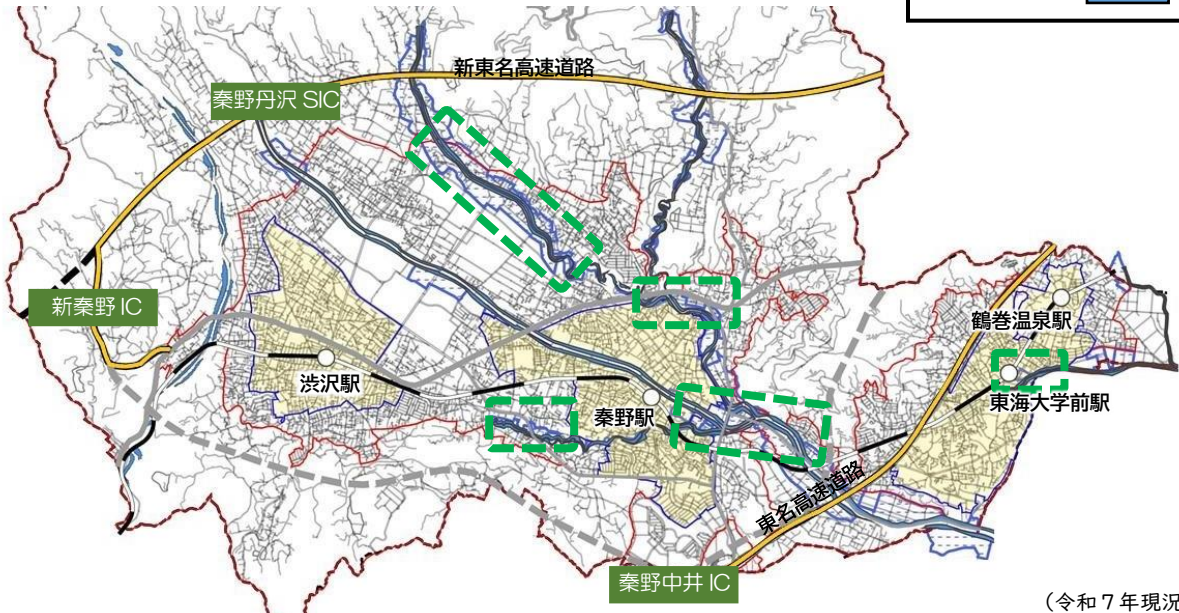 新東名高速道路
秦野丹沢 SIC
新秦野 IC
鶴巻温泉駅
渋沢駅
東海大学前駅
秦野駅
東名高速道路
秦野中井 IC
(令和７年現況